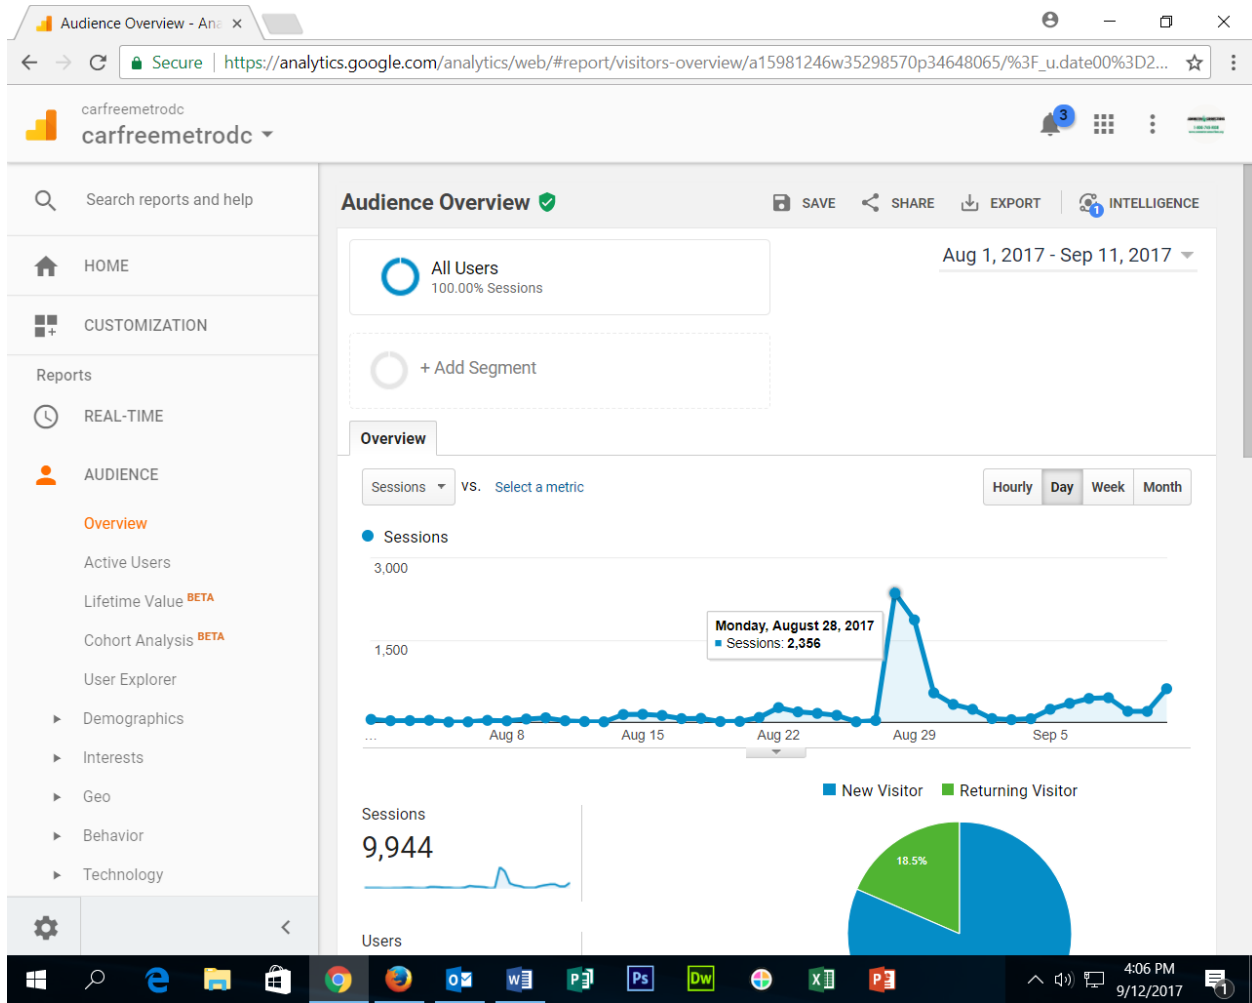 Audience Overview - Ana
Secure
https://analytics.google.com/analytics/web/#report/visitors-overview/a15981246w35298570p34648065/%3F_u.date00%3D2...
carfreemetrodc
carfreemetrodc
3
Search reports and help
HOME
CUSTOMIZATION
Reports
REAL-TIME
AUDIENCE
Overview
Active Users
Lifetime Value BETA
Cohort Analysis BETA
User Explorer
Demographics
Interests
Geo
Behavior
Technology
Audience Overview
SAVE
SHARE
EXPORT
1
INTELLIGENCE
All Users
100.00% Sessions
Aug 1, 2017 - Sep 11, 2017
+ Add Segment
Overview
Sessions
VS.
Select a metric
Hourly
Day
Week
Month
Sessions
3,000
1,500
Monday, August 28, 2017
Sessions: 2,356
...
Aug 8
Aug 15
Aug 22
Aug 29
Sep 5
New Visitor
Returning Visitor
Sessions
9,944
18.5%
Users
4:06 PM
9/12/2017
1